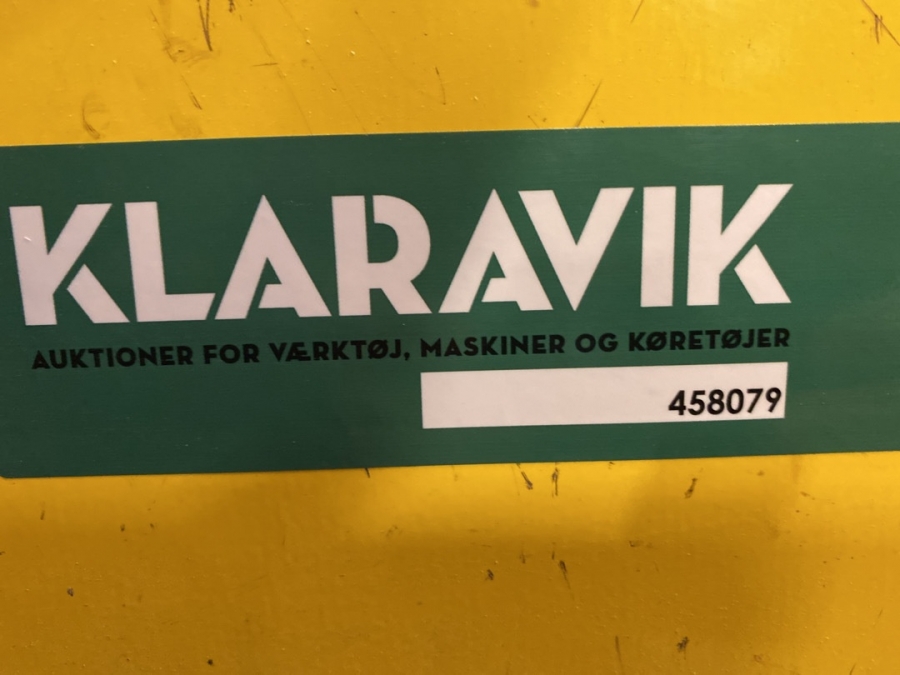 KLARAVIK
AUKTIONER FOR VÆRKTØJ, MASKINER OG KØRETØJER
458079